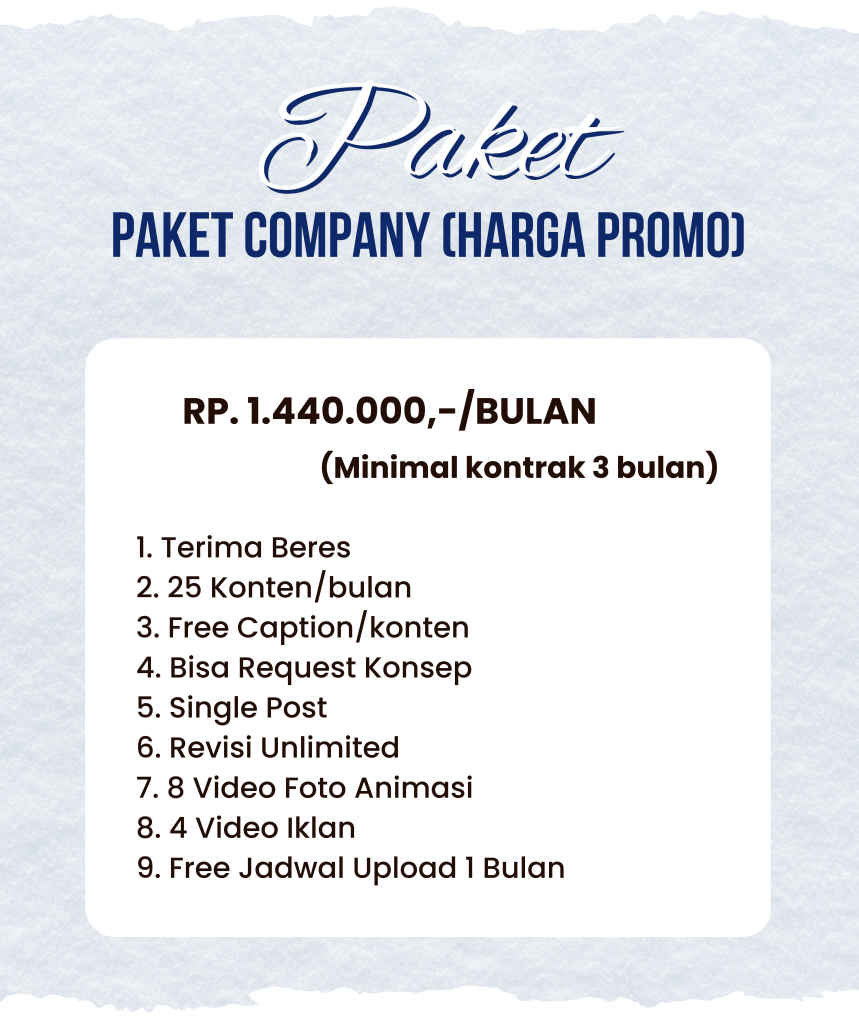 Paket
PAKET COMPANY (HARGA PROMO)
RP. 1.440.000,-/BULAN
(Minimal kontrak 3 bulan)
1. Terima Beres
2. 25 Konten/bulan
3. Free Caption/konten
4. Bisa Request Konsep
5. Single Post
6. Revisi Unlimited
7. 8 Video Foto Animasi
8. 4 Video Iklan
9. Free Jadwal Upload 1 Bulan